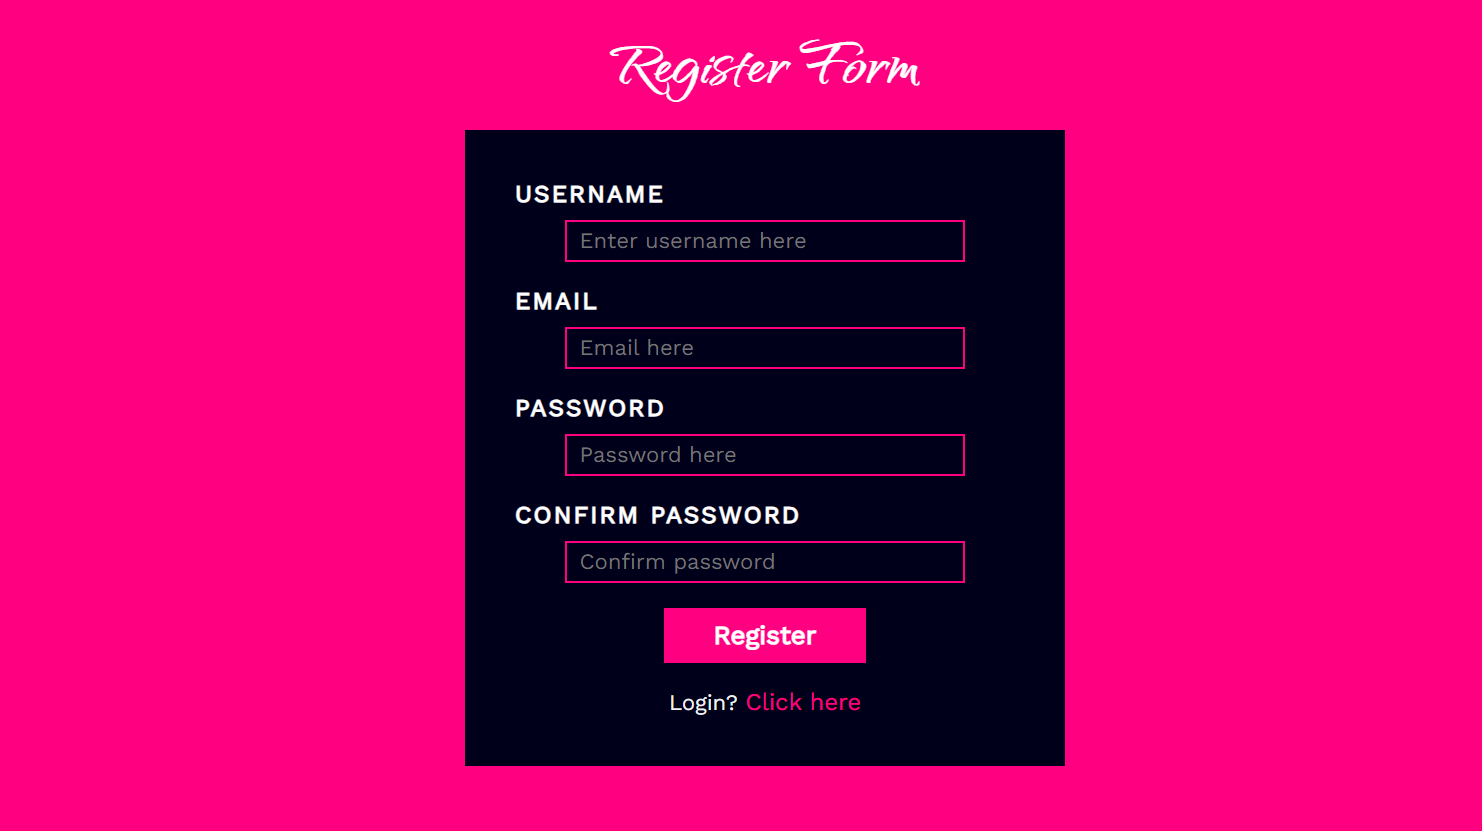 Register Form
USERNAME
Enter username here
EMAIL
Email here
PASSWORD
Password here
CONFIRM PASSWORD
Confirm password
Register
Login? Click here